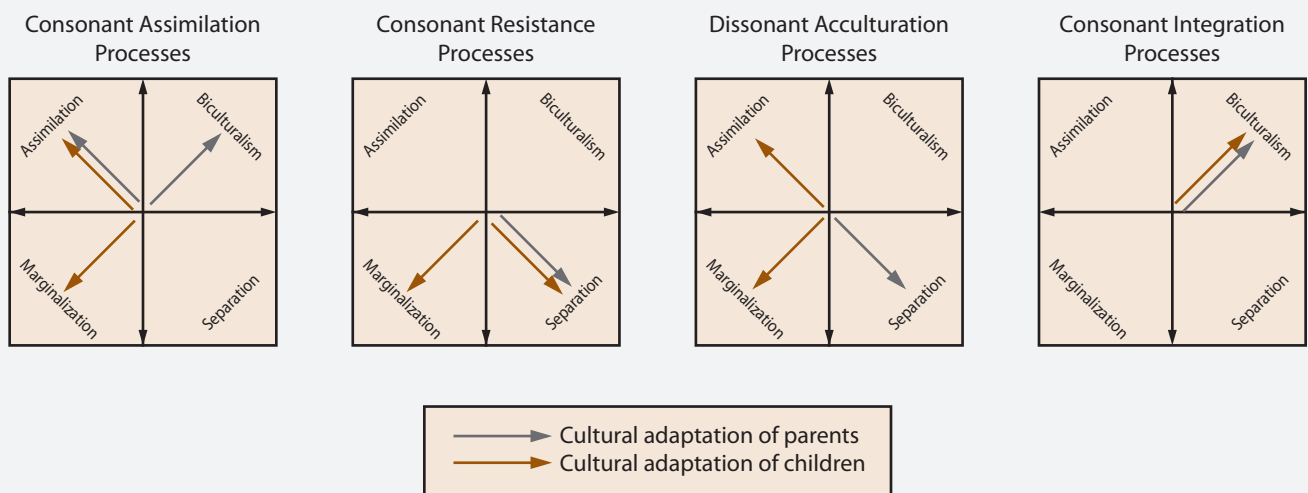 Consonant Assimilation
Processes
Assimilation
Biculturalism
Marginalization
Separation
Consonant Resistance
Processes
Assimilation
Biculturalism
Marginalization
Separation
Dissonant Acculturation
Processes
Assimilation
Biculturalism
Marginalization
Separation
Consonant Integration
Processes
Assimilation
Biculturalism
Marginalization
Separation
Cultural adaptation of parents
Cultural adaptation of children